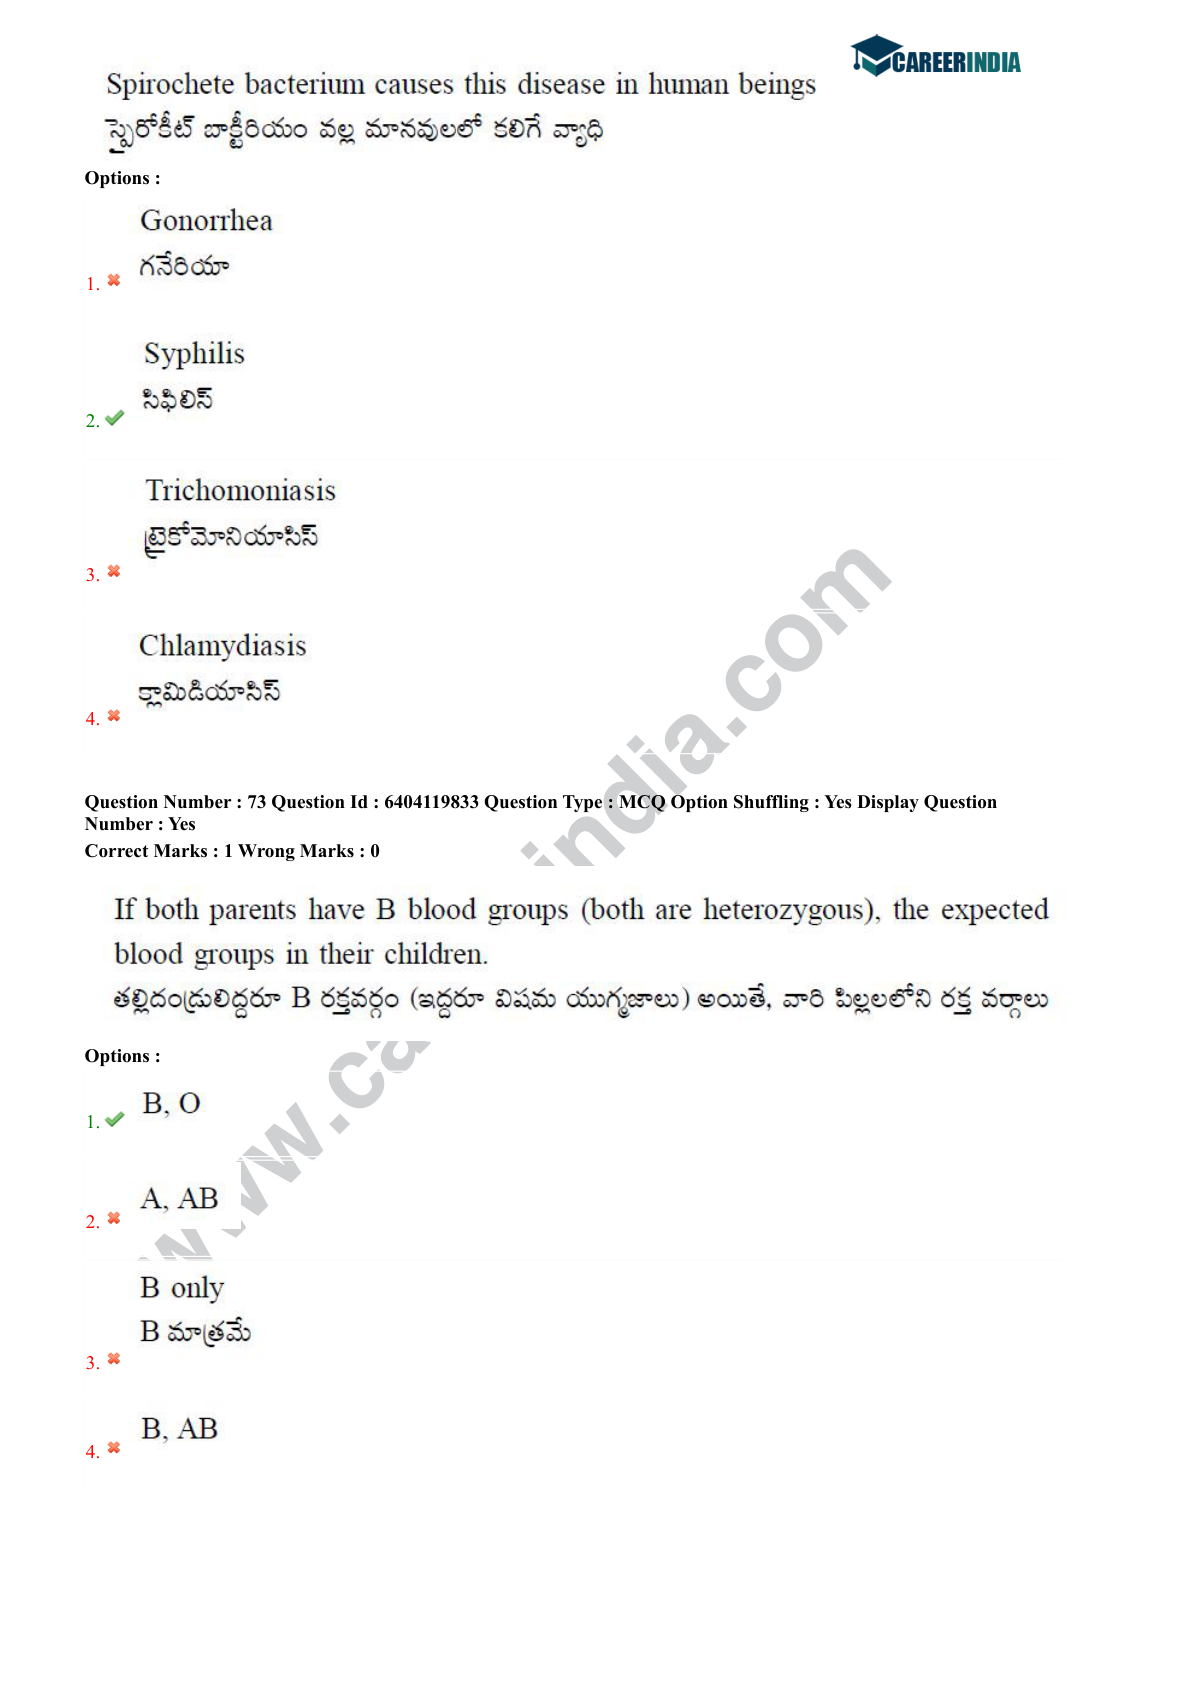 CAREERINDIA
Spirochete bacterium causes this disease in human beings
స్పైరోకీట్ బాక్టీరియం వల్ల మానవులలో కలిగే వ్యాధి
Options :
Gonorrhea
గనేరియా
1.
Syphilis
సిఫిలిస్
2.
Trichomoniasis
ట్రైకోమోనియాసిస్
3.
Chlamydiasis
క్లామిడియాసిస్
4.
Question Number : 73 Question Id : 6404119833 Question Type : MCQ Option Shuffling : Yes Display Question
Number : Yes
Correct Marks : 1 Wrong Marks : 0
If both parents have B blood groups (both are heterozygous), the expected
blood groups in their children.
తల్లిదండ్రులిద్దరూ B రక్తవర్గం (ఇద్దరూ విషమ యుగ్మజాలు) అయితే, వారి పిల్లలలోని రక్త వర్గాలు
Options :
B, O
1.
A, AB
2.
B only
B మాత్రమే
3.
B, AB
4.